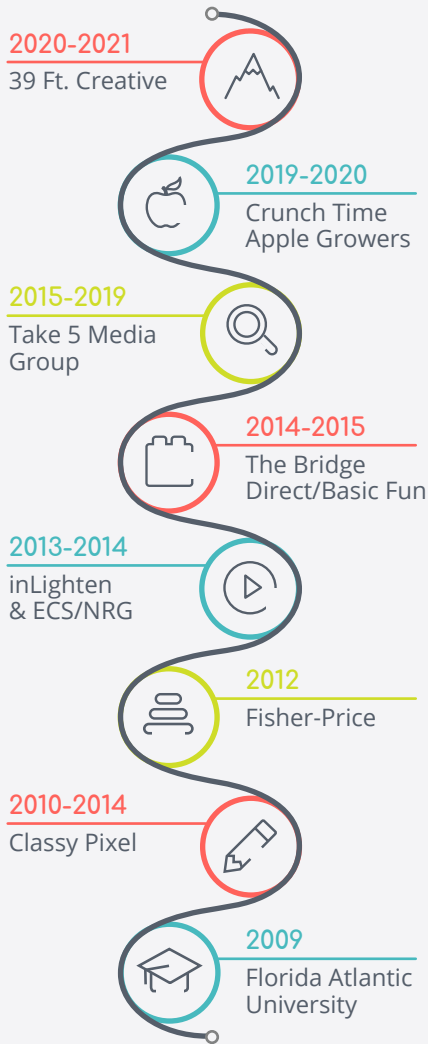 2020-2021
39 Ft. Creative
2019-2020
Crunch Time
Apple Growers
2015-2019
Take 5 Media
Group
2014-2015
The Bridge
Direct/Basic Fun
2013-2014
inLighten
& ECS/NRG
2012
Fisher-Price
2010-2014
Classy Pixel
2009
Florida Atlantic
University